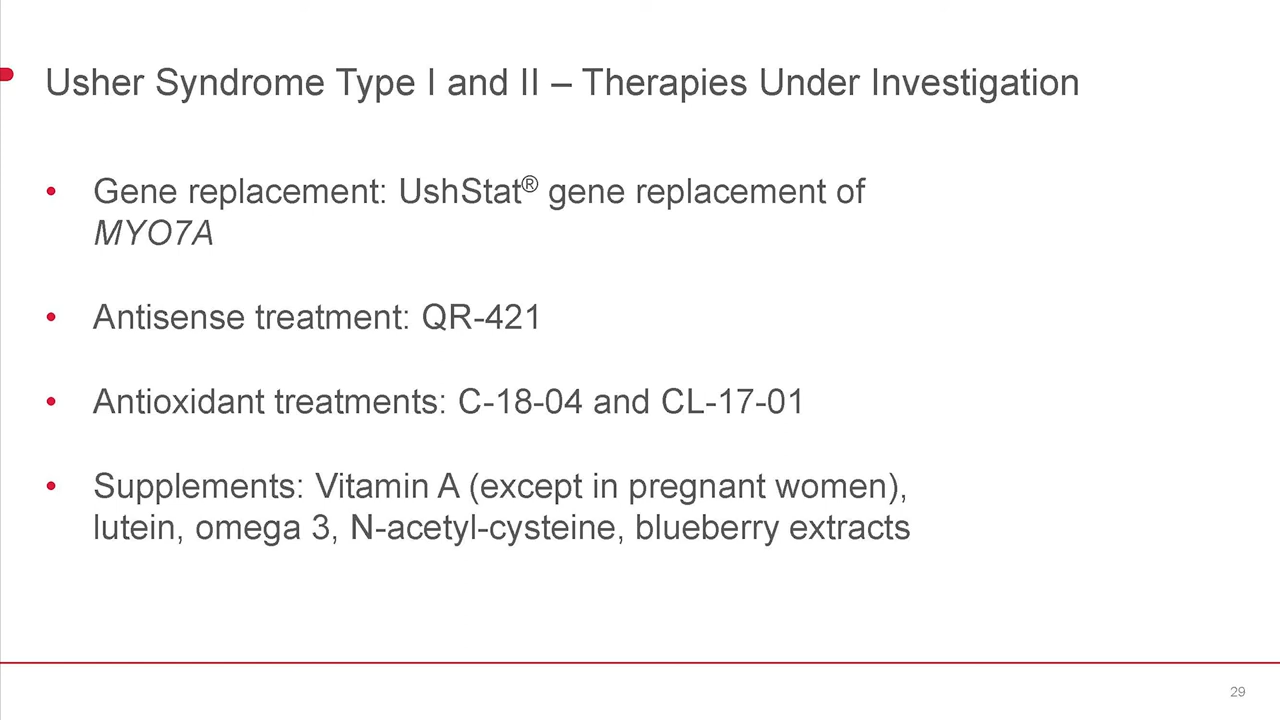 Usher Syndrome Type I and II – Therapies Under Investigation
• Gene replacement: UshStat® gene replacement of
MYO7A
• Antisense treatment: QR-421
• Antioxidant treatments: C-18-04 and CL-17-01
• Supplements: Vitamin A (except in pregnant women),
lutein, omega 3, N-acetyl-cysteine, blueberry extracts
29